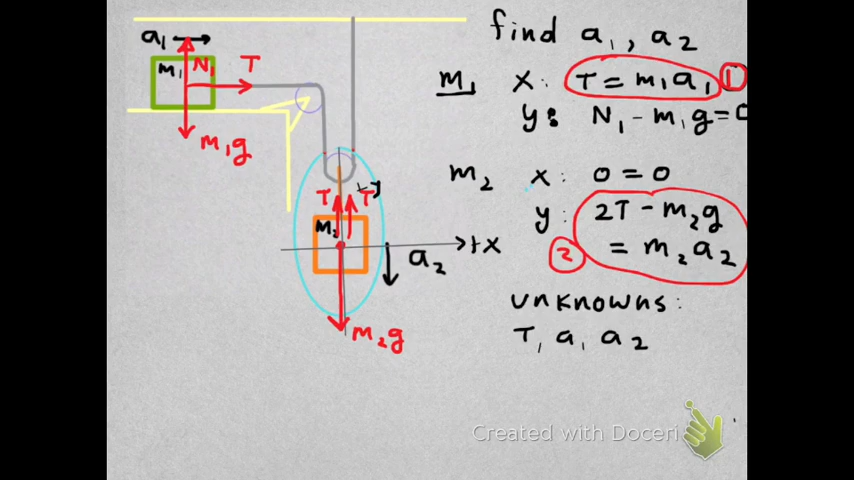 find a1, a2
a1
m1 N1 T
m1g
m1 x: T = m1a1 1
y: N1 - m1g = 0
m2 x: 0 = 0
y: 2T - m2g
2 = m2a2
+y
T T
m2
+x
a2
m2g
unknowns:
T, a1 a2
Created with Doceri